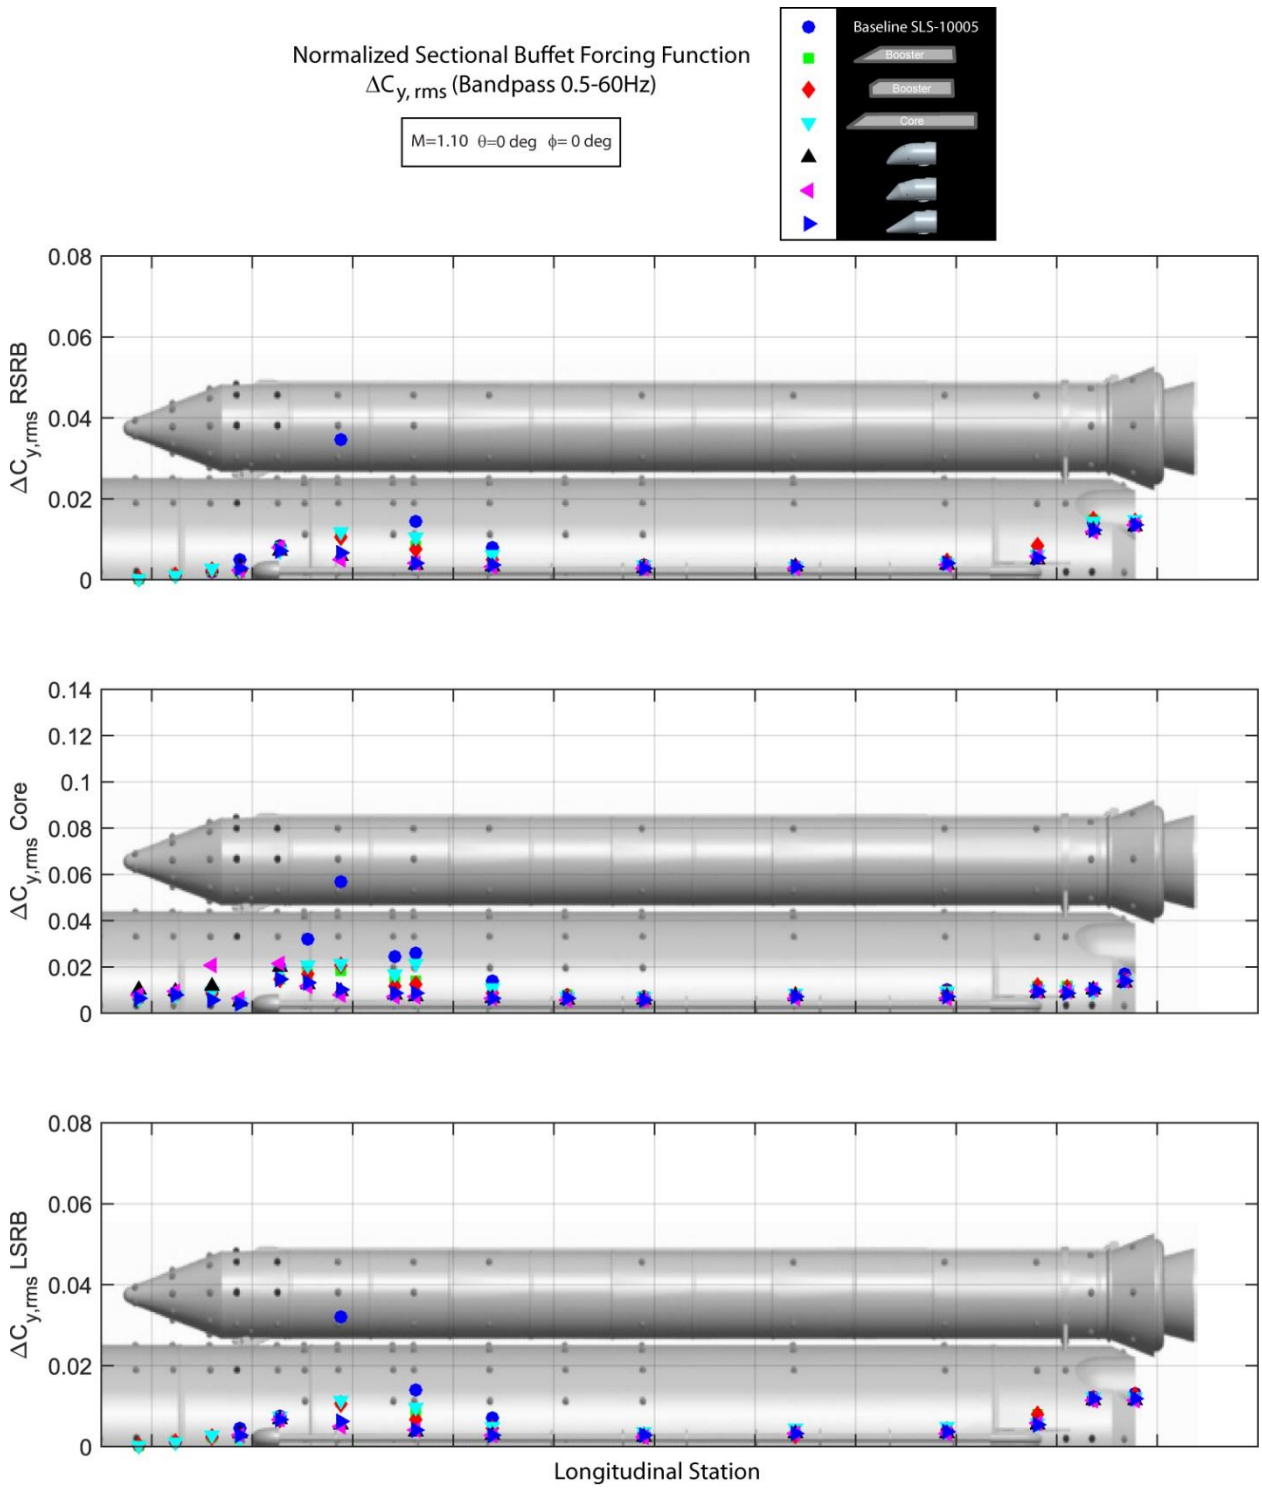 Normalized Sectional Buffet Forcing Function
ΔCy, rms (Bandpass 0.5-60Hz)
M=1.10 θ=0 deg ϕ= 0 deg
Baseline SLS-10005
Booster
Booster
Core
0.08
0.06
0.04
0.02
0
ΔCy,rms RSRB
0.14
0.12
0.1
0.08
0.06
0.04
0.02
0
ΔCy,rms Core
0.08
0.06
0.04
0.02
0
ΔCy,rms LSRB
Longitudinal Station